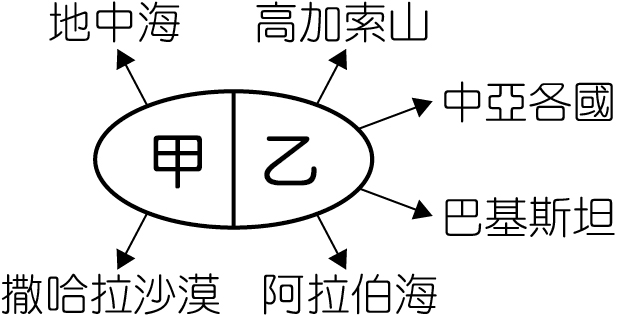 地中海 高加索山
中亞各國
甲 乙
巴基斯坦
撒哈拉沙漠 阿拉伯海